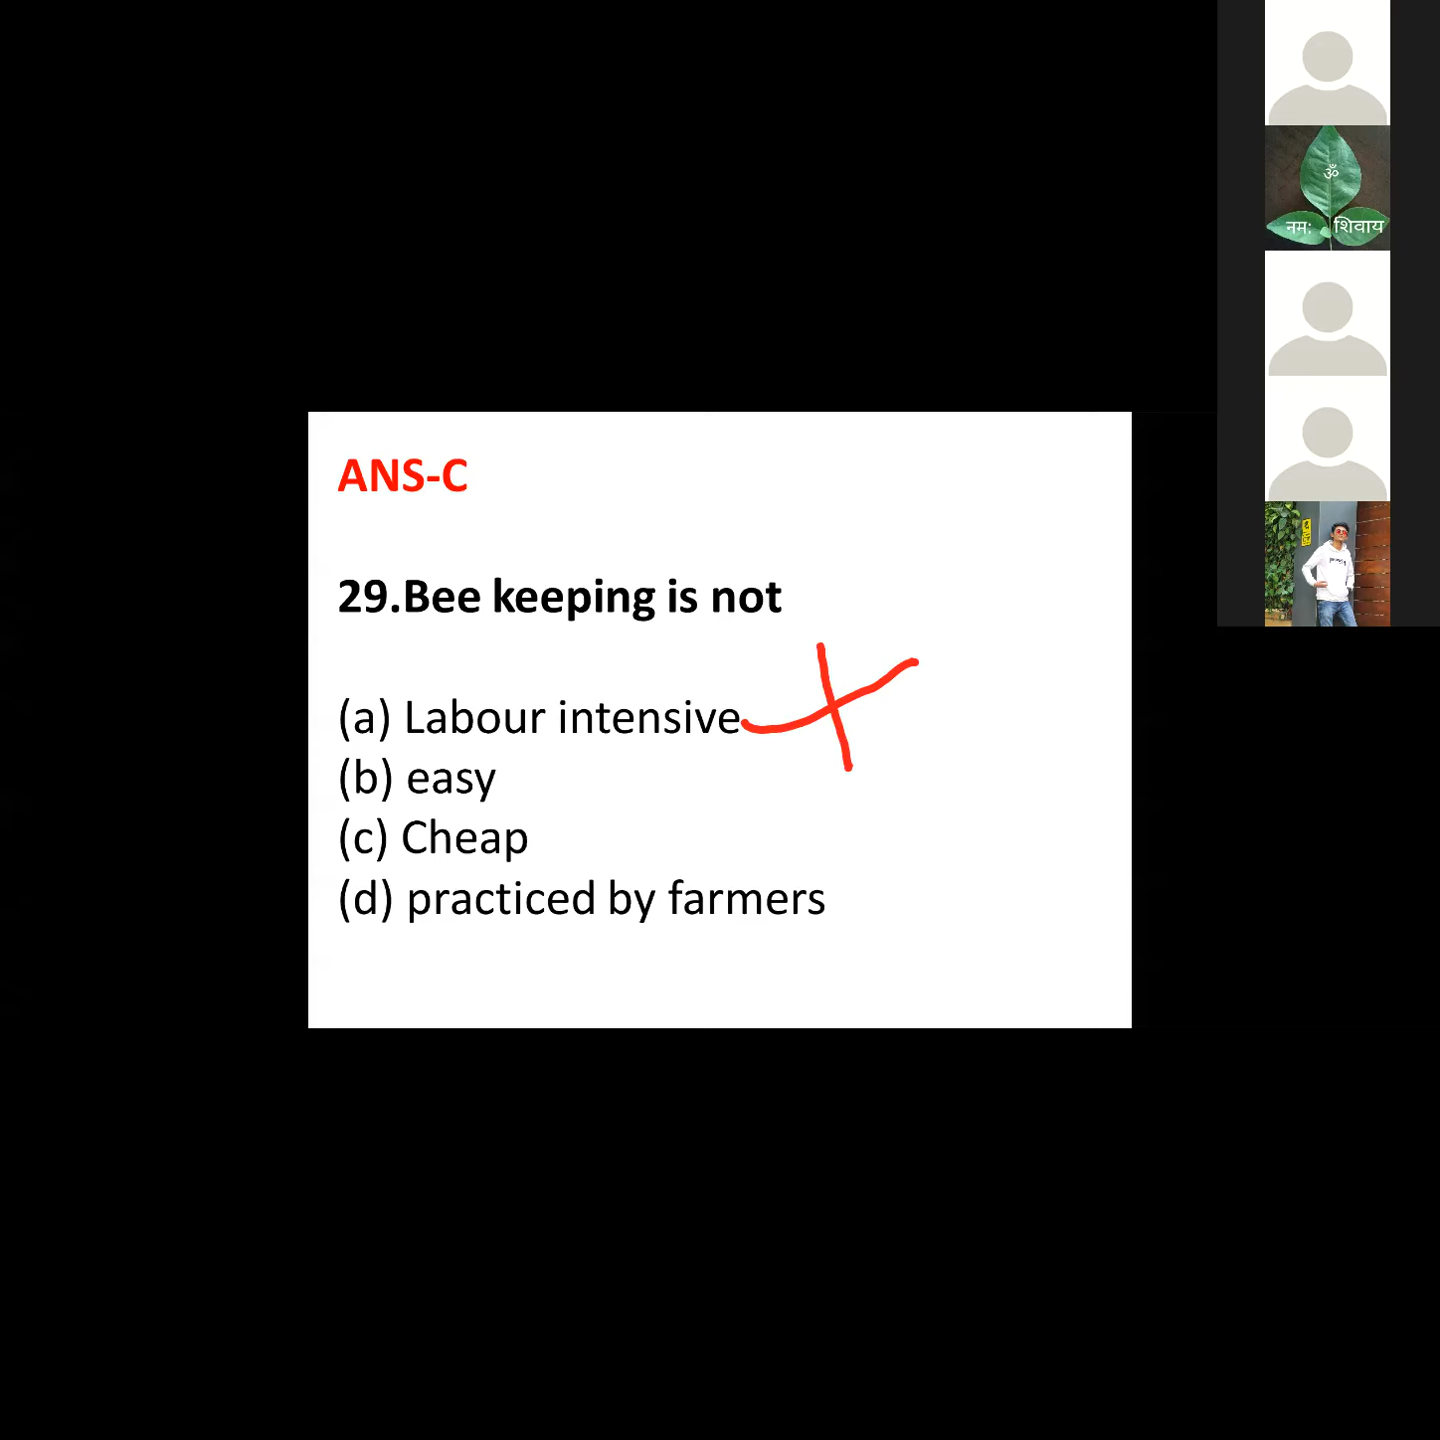 ANS-C
29.Bee keeping is not
(a) Labour intensive
(b) easy
(c) Cheap
(d) practiced by farmers
ॐ
नमः शिवाय